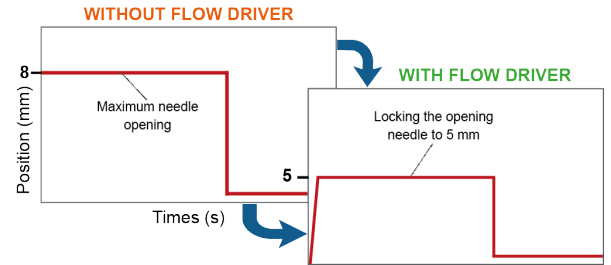 WITHOUT FLOW DRIVER
8
Maximum needle
opening
Position (mm)
Times (s)
WITH FLOW DRIVER
Locking the opening
needle to 5 mm
5